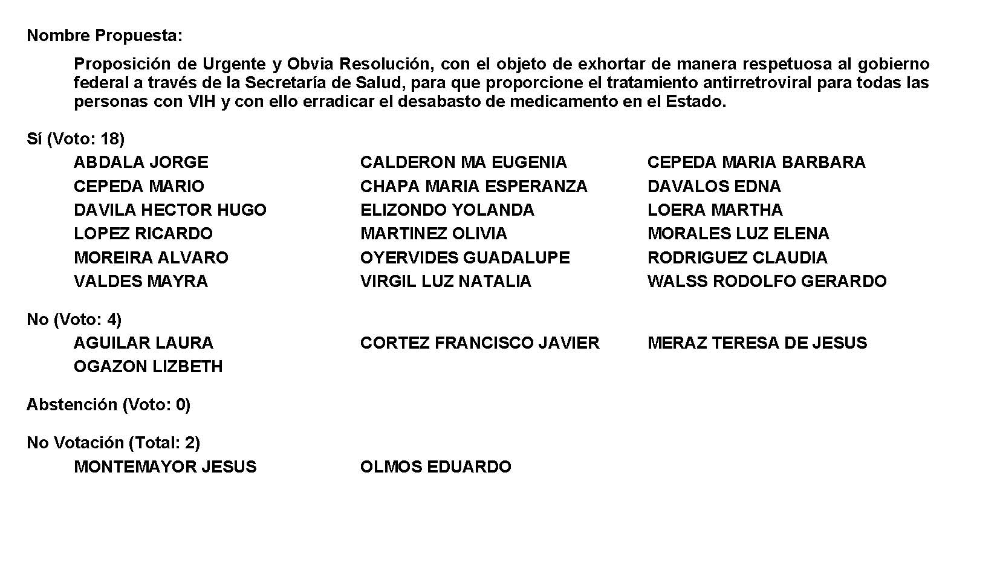 Nombre Propuesta:
Proposición de Urgente y Obvia Resolución, con el objeto de exhortar de manera respetuosa al gobierno
federal a través de la Secretaría de Salud, para que proporcione el tratamiento antirretroviral para todas las
personas con VIH y con ello erradicar el desabasto de medicamento en el Estado.
Sí (Voto: 18)
ABDALA JORGE CALDERON MA EUGENIA CEPEDA MARIA BARBARA
CEPEDA MARIO CHAPA MARIA ESPERANZA DAVALOS EDNA
DAVILA HECTOR HUGO ELIZONDO YOLANDA LOERA MARTHA
LOPEZ RICARDO MARTINEZ OLIVIA MORALES LUZ ELENA
MOREIRA ALVARO OYERVIDES GUADALUPE RODRIGUEZ CLAUDIA
VALDES MAYRA VIRGIL LUZ NATALIA WALSS RODOLFO GERARDO
No (Voto: 4)
AGUILAR LAURA CORTEZ FRANCISCO JAVIER MERAZ TERESA DE JESUS
OGAZON LIZBETH
Abstención (Voto: 0)
No Votación (Total: 2)
MONTEMAYOR JESUS OLMOS EDUARDO